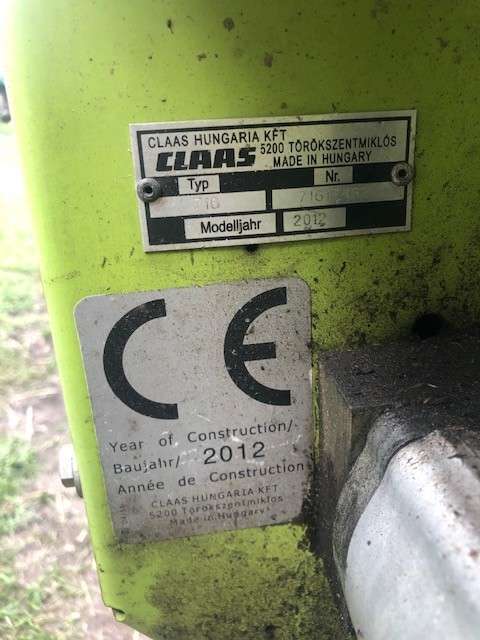 CLAAS HUNGARIA KFT
CLAAS 5200 TÖRÖKSZENTMIKLÓS
MADE IN HUNGARY
Typ Nr.
716
Modelljahr 2012
CE
Year of Construction/
Baujahr/ 2012
Année de Construction
CLAAS HUNGARIA KFT
5200 Törökszentmiklós
Made in Hungary